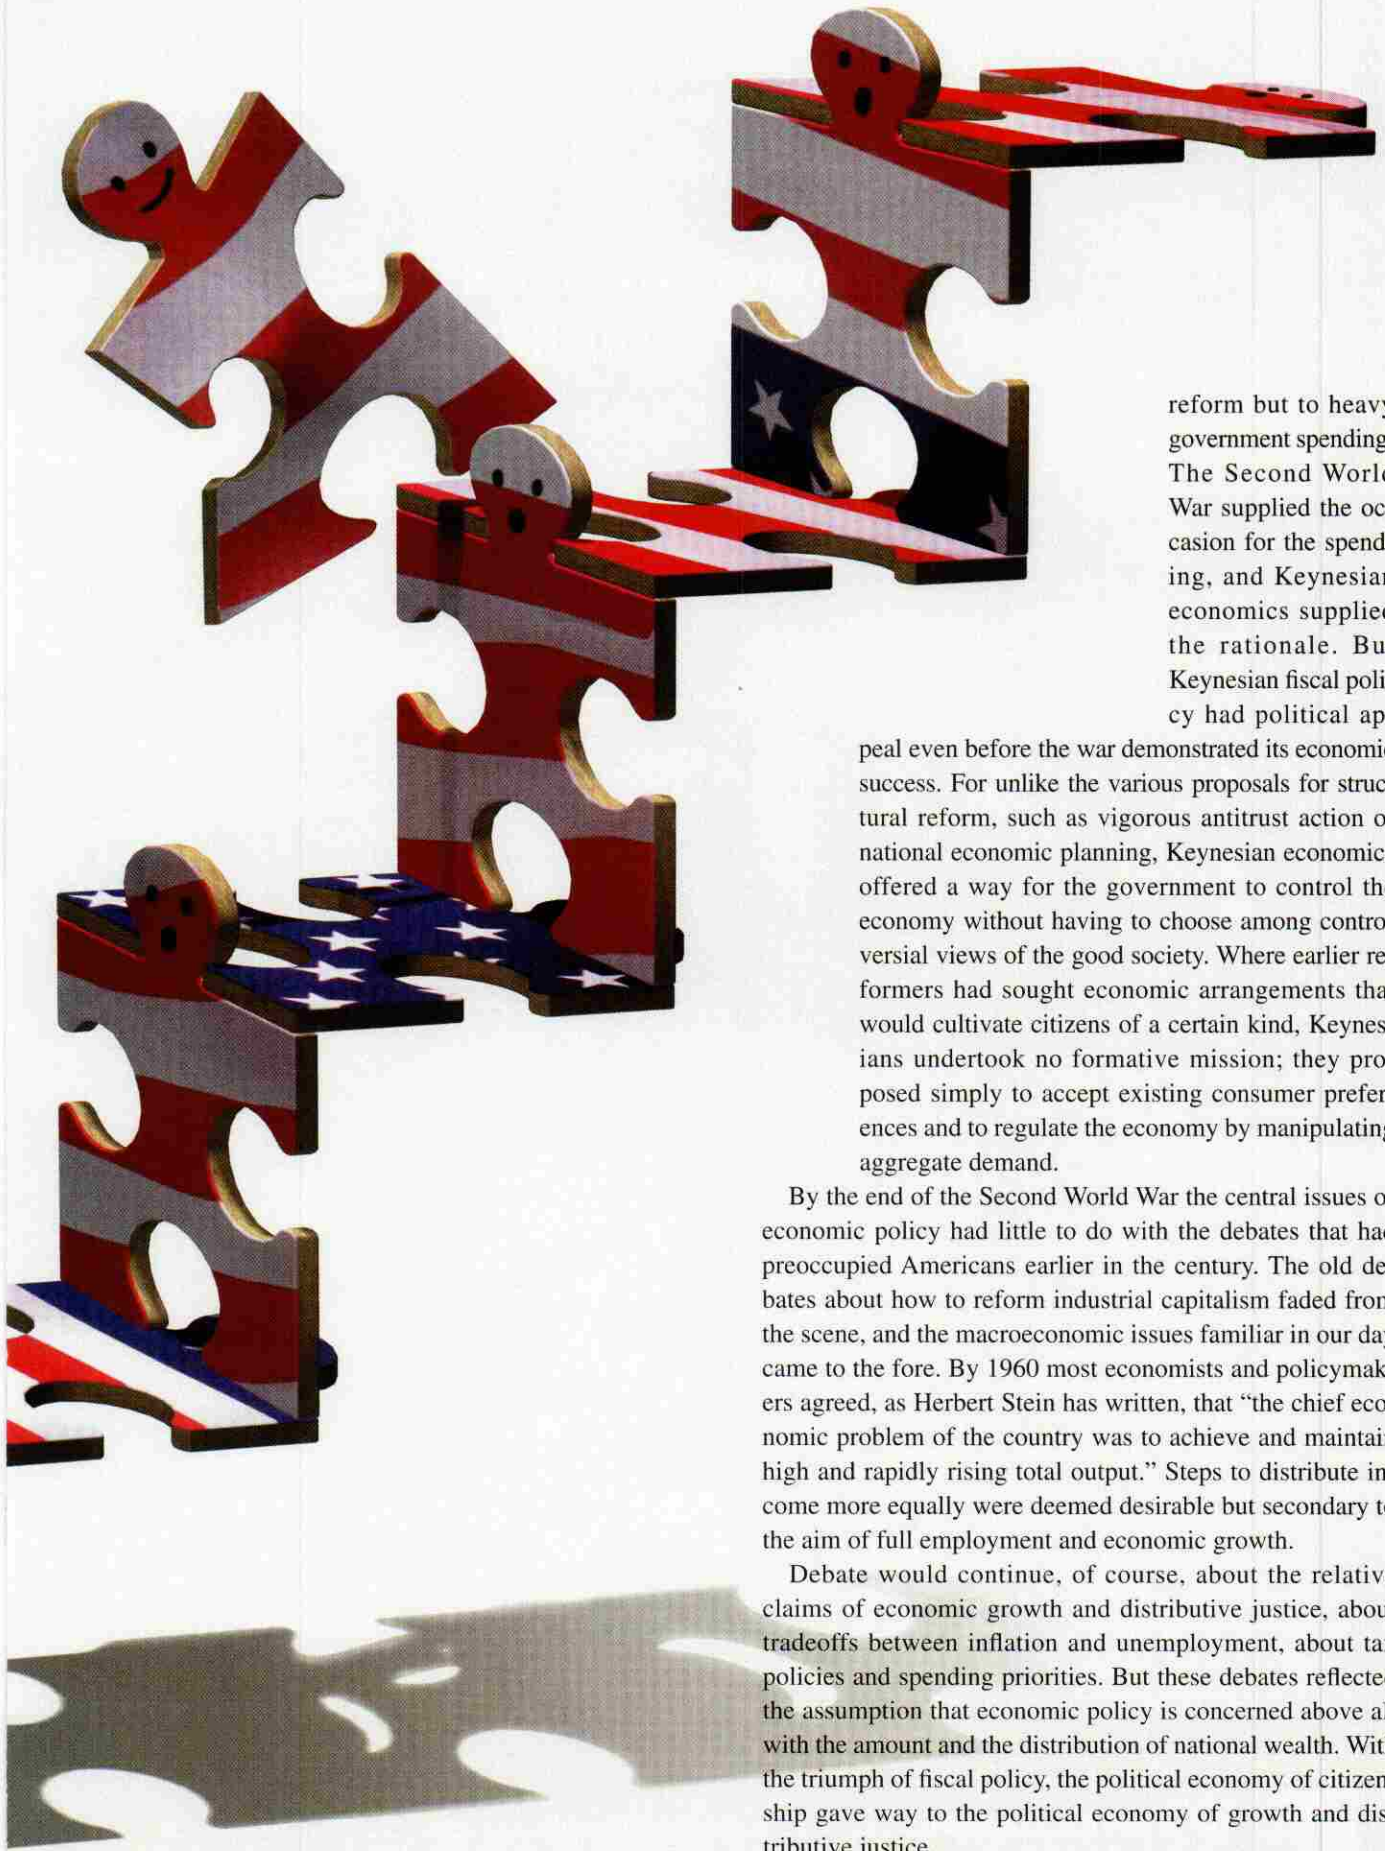 reform but to heavy
government spending
The Second World
War supplied the oc
casion for the spend
ing, and Keynesian
economics supplied
the rationale. Bu
Keynesian fiscal poli
cy had political ap
peal even before the war demonstrated its economic
success. For unlike the various proposals for struc
tural reform, such as vigorous antitrust action o
national economic planning, Keynesian economic
offered a way for the government to control the
economy without having to choose among contro
versial views of the good society. Where earlier re
formers had sought economic arrangements tha
would cultivate citizens of a certain kind, Keynes
ians undertook no formative mission; they pro
posed simply to accept existing consumer prefer
ences and to regulate the economy by manipulating
aggregate demand.
By the end of the Second World War the central issues o
economic policy had little to do with the debates that had
preoccupied Americans earlier in the century. The old de
bates about how to reform industrial capitalism faded from
the scene, and the macroeconomic issues familiar in our day
came to the fore. By 1960 most economists and policymak
ers agreed, as Herbert Stein has written, that “the chief eco
nomic problem of the country was to achieve and maintain
high and rapidly rising total output.” Steps to distribute in
come more equally were deemed desirable but secondary to
the aim of full employment and economic growth.
Debate would continue, of course, about the relativ
claims of economic growth and distributive justice, abou
tradeoffs between inflation and unemployment, about ta
policies and spending priorities. But these debates reflecte
the assumption that economic policy is concerned above al
with the amount and the distribution of national wealth. Wit
the triumph of fiscal policy, the political economy of citizen
ship gave way to the political economy of growth and dis
tributive justice.